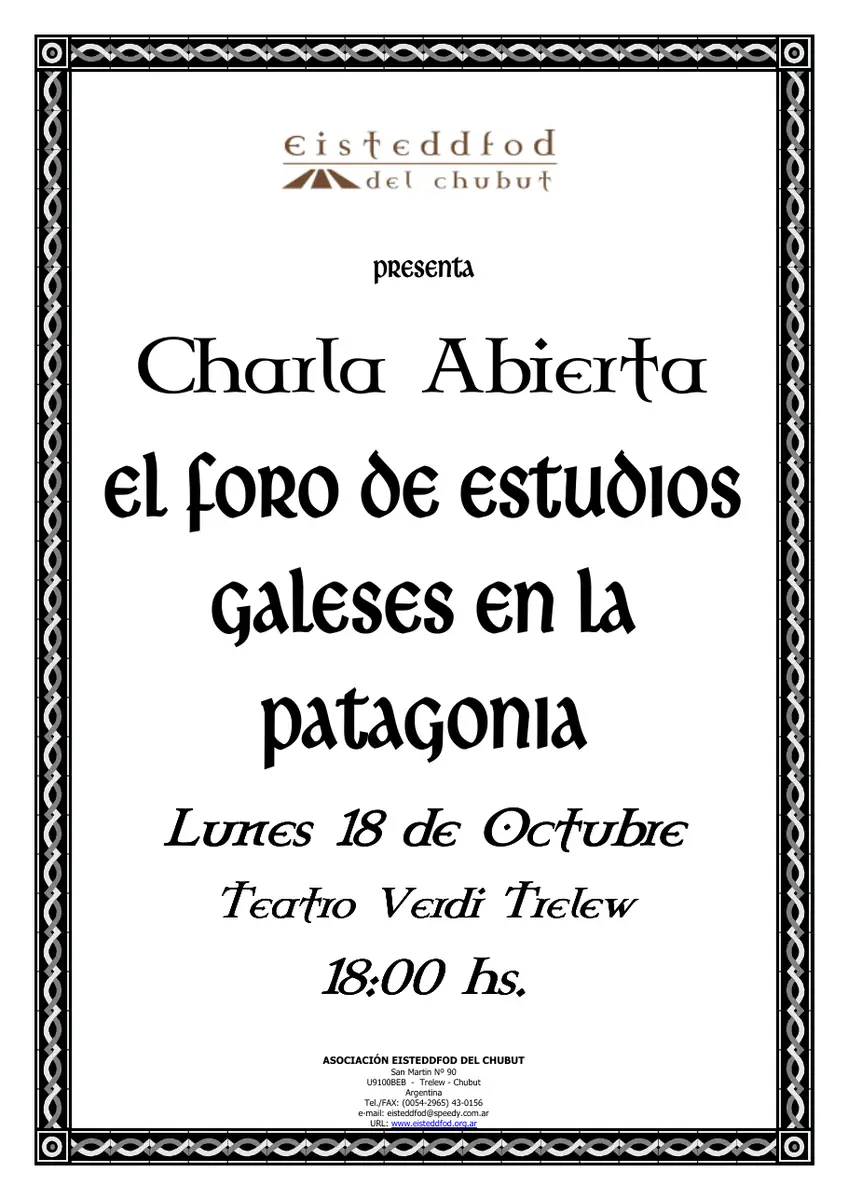 Eisteddfod
del chubut
presenta
Charla Abierta
el foro de estudios
galeses en la
patagonia
Lunes 18 de Octubre
Teatro Verdi Trelew
18:00 hs.
ASOCIACIÓN EISTEDDFOD DEL CHUBUT
San Martin Nº 90
U9100BEB - Trelew - Chubut
Argentina
Tel./FAX: (0054-2965) 43-0156
e-mail: eisteddfod@speedy.com.ar
URL: www.eisteddfod.org.ar